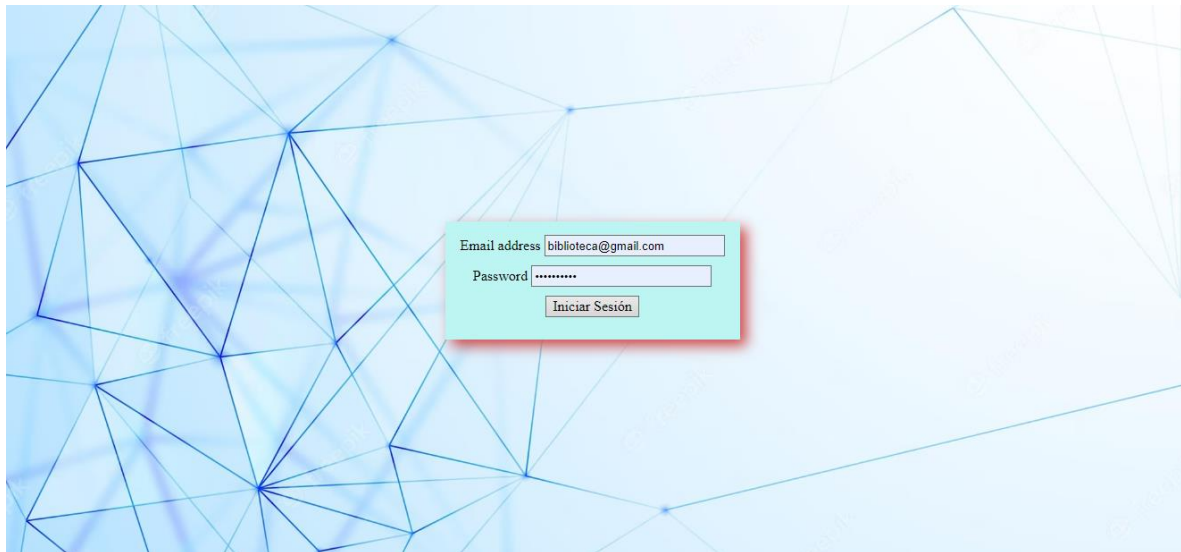 Email address biblioteca@gmail.com
Password ••••••••••
Iniciar Sesión